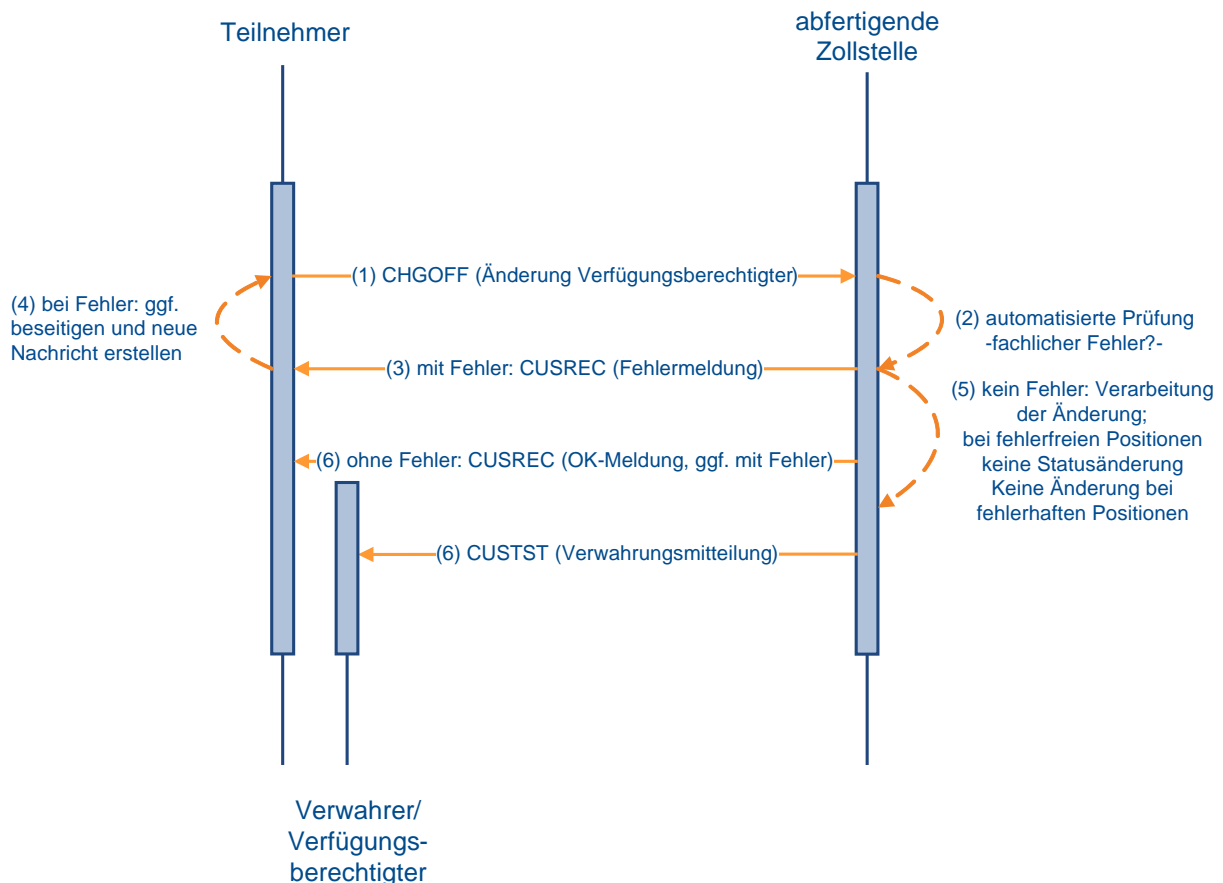 Teilnehmer
abfertigende
Zollstelle
(1) CHGOFF (Änderung Verfügungsberechtigter)
(4) bei Fehler: ggf.
beseitigen und neue
Nachricht erstellen
(2) automatisierte Prüfung
-fachlicher Fehler?-
(3) mit Fehler: CUSREC (Fehlermeldung)
(5) kein Fehler: Verarbeitung
der Änderung;
bei fehlerfreien Positionen
keine Statusänderung
Keine Änderung bei
fehlerhaften Positionen
(6) ohne Fehler: CUSREC (OK-Meldung, ggf. mit Fehler)
(6) CUSTST (Verwahrungsmitteilung)
Verwahrer/
Verfügungs-
berechtigter